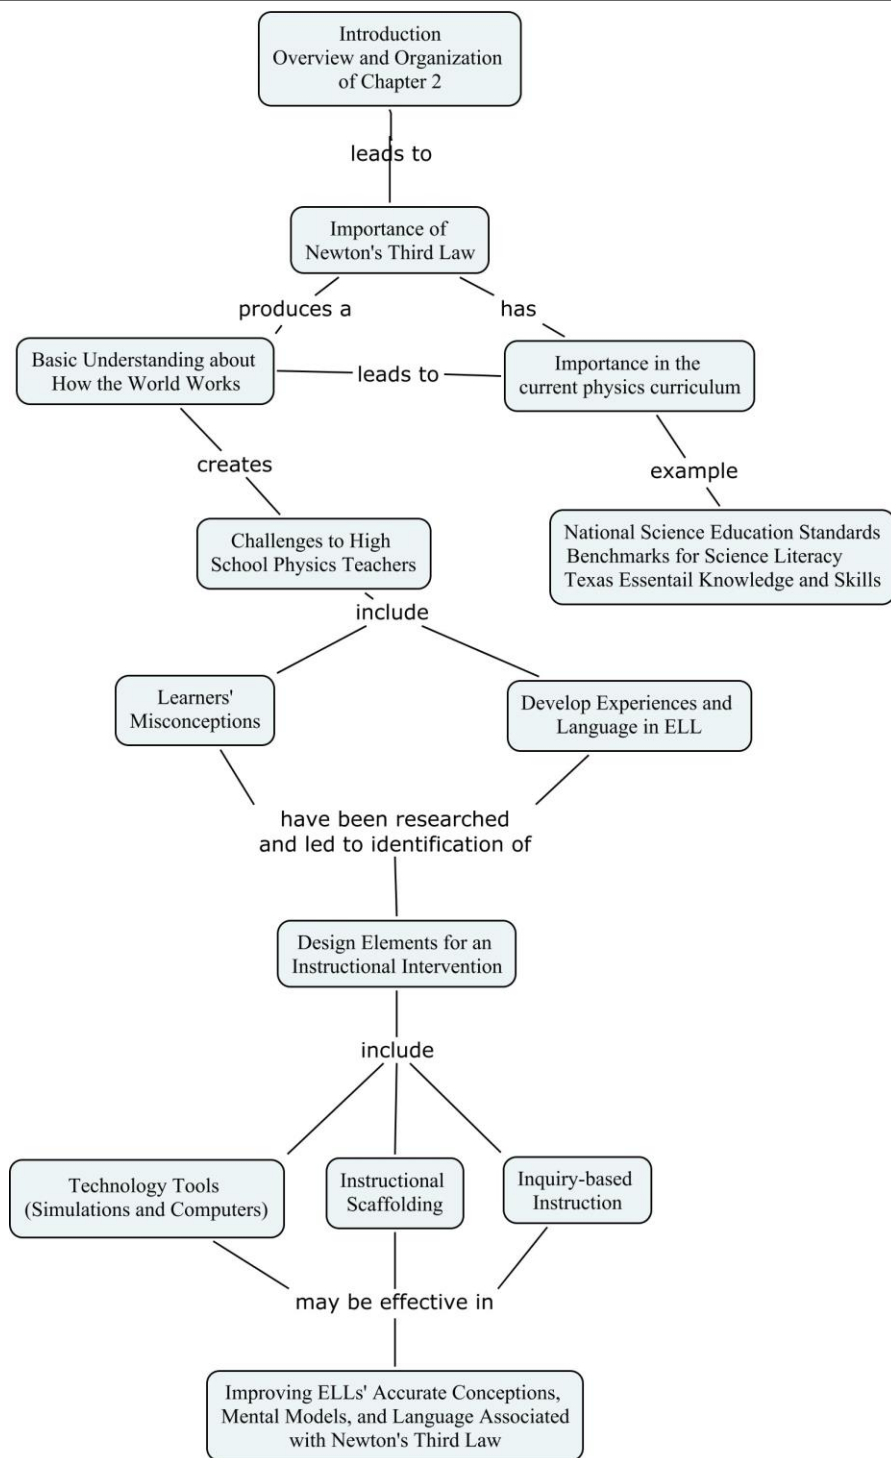 Introduction
Overview and Organization
of Chapter 2
leads to
Importance of
Newton's Third Law
produces a
has
Basic Understanding about
How the World Works
leads to
Importance in the
current physics curriculum
creates
example
Challenges to High
School Physics Teachers
National Science Education Standards
Benchmarks for Science Literacy
Texas Essentail Knowledge and Skills
include
Learners'
Misconceptions
Develop Experiences and
Language in ELL
have been researched
and led to identification of
Design Elements for an
Instructional Intervention
include
Technology Tools
(Simulations and Computers)
Instructional
Scaffolding
Inquiry-based
Instruction
may be effective in
Improving ELLs' Accurate Conceptions,
Mental Models, and Language Associated
with Newton's Third Law